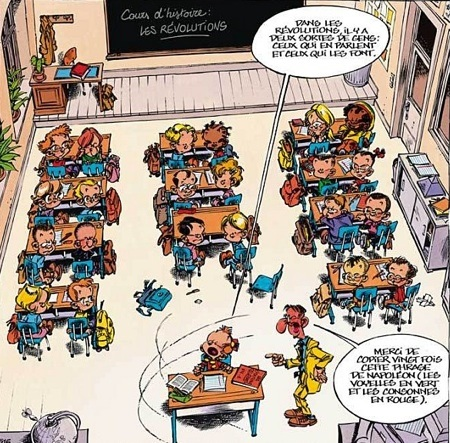 Cours d'histoire:
LES RÉVOLUTIONS
DANS LES
RÉVOLUTIONS, IL Y A
DEUX SORTES DE GENS:
CEUX QUI EN PARLENT
ET CEUX QUI LES FONT.
MERCI DE
COPIER VINGT FOIS
CETTE PHRASE
DE NAPOLÉON (LES
VOYELLES EN VERT
ET LES CONSONNES
EN ROUGE).